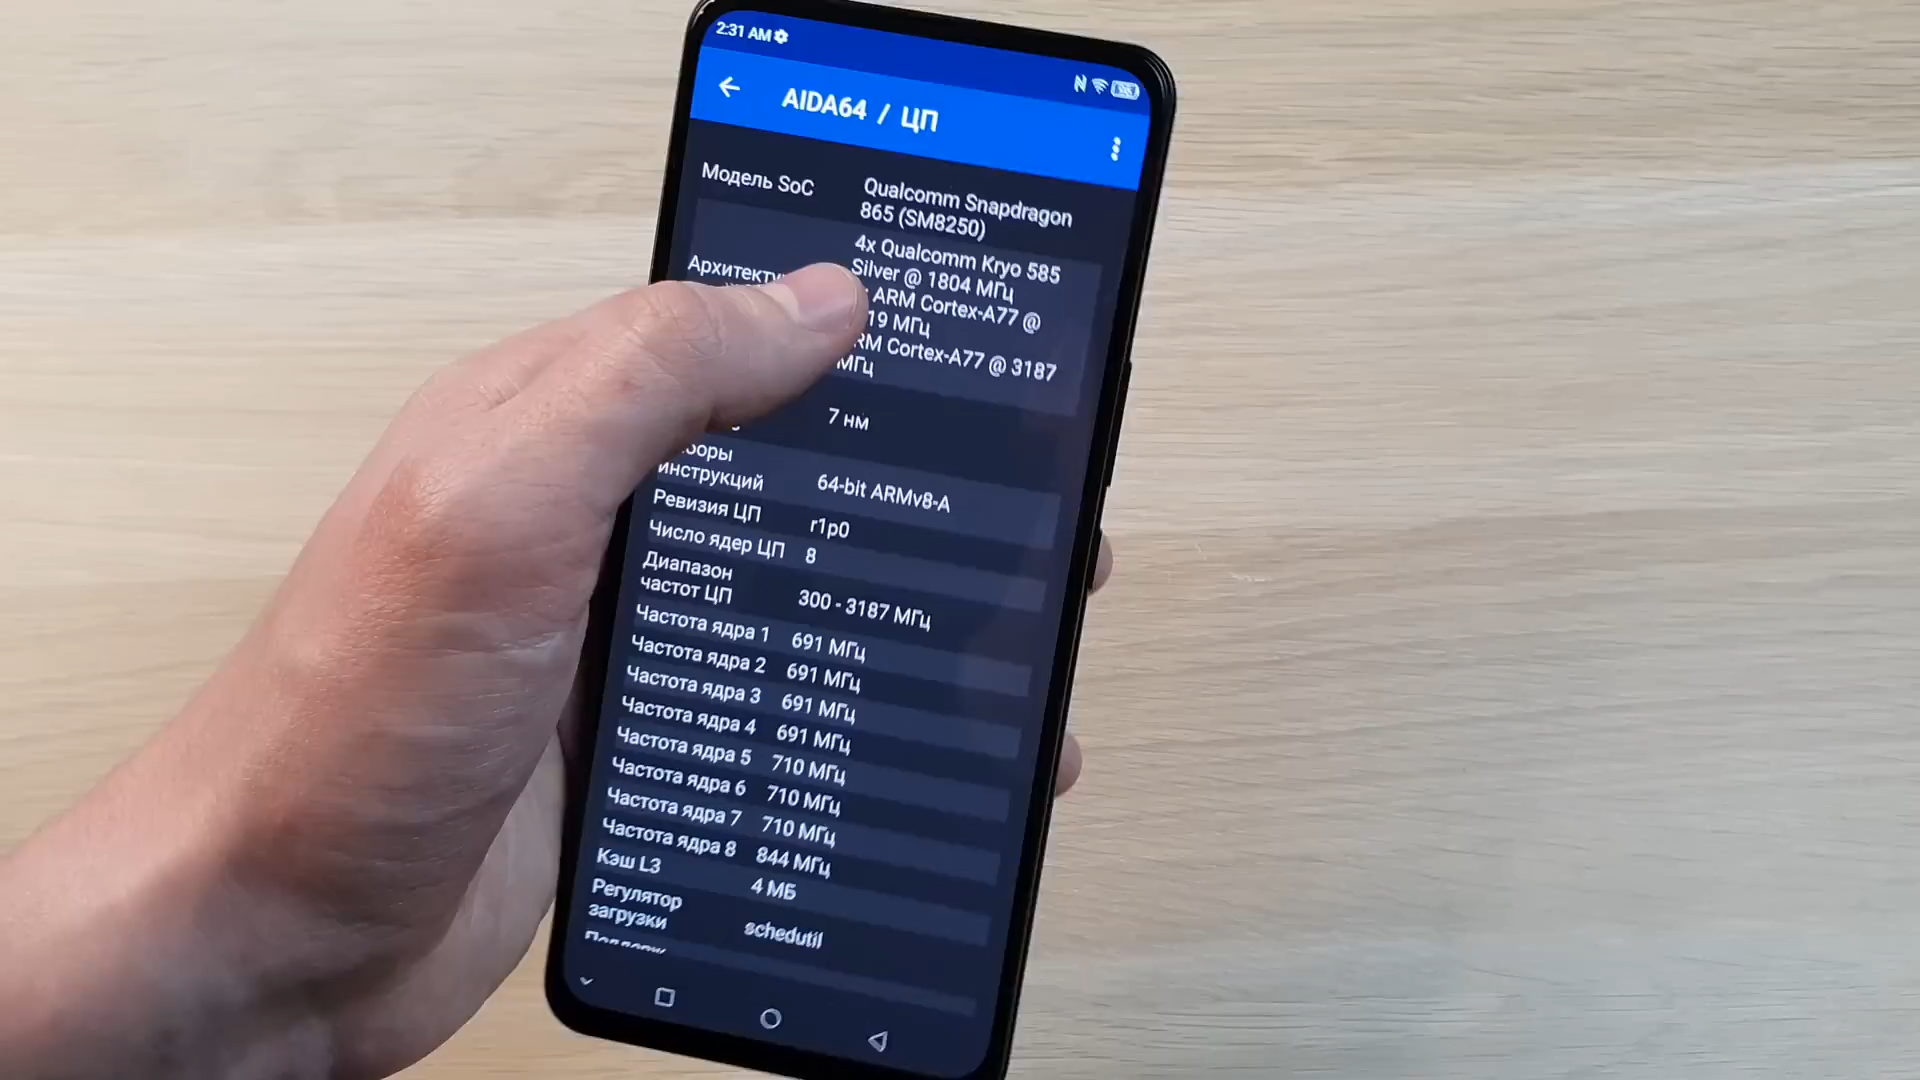 2:31 AM
AIDA64 / ЦП
Модель SoC
Qualcomm Snapdragon
865 (SM8250)
4x Qualcomm Kryo 585
Silver @ 1804 МГц
ARM Cortex-A77 @
19 МГц
RM Cortex-A77 @ 3187
МГц
7 нм
инструкций
64-bit ARMv8-A
Ревизия ЦП
r1p0
Число ядер ЦП
8
Диапазон
частот ЦП
300 - 3187 МГц
Частота ядра 1
691 МГц
Частота ядра 2
691 МГц
Частота ядра 3
691 МГц
Частота ядра 4
691 МГц
Частота ядра 5
710 МГц
Частота ядра 6
710 МГц
Частота ядра 7
710 МГц
Частота ядра 8
844 МГц
Кэш L3
4 МБ
Регулятор
загрузки
schedutil